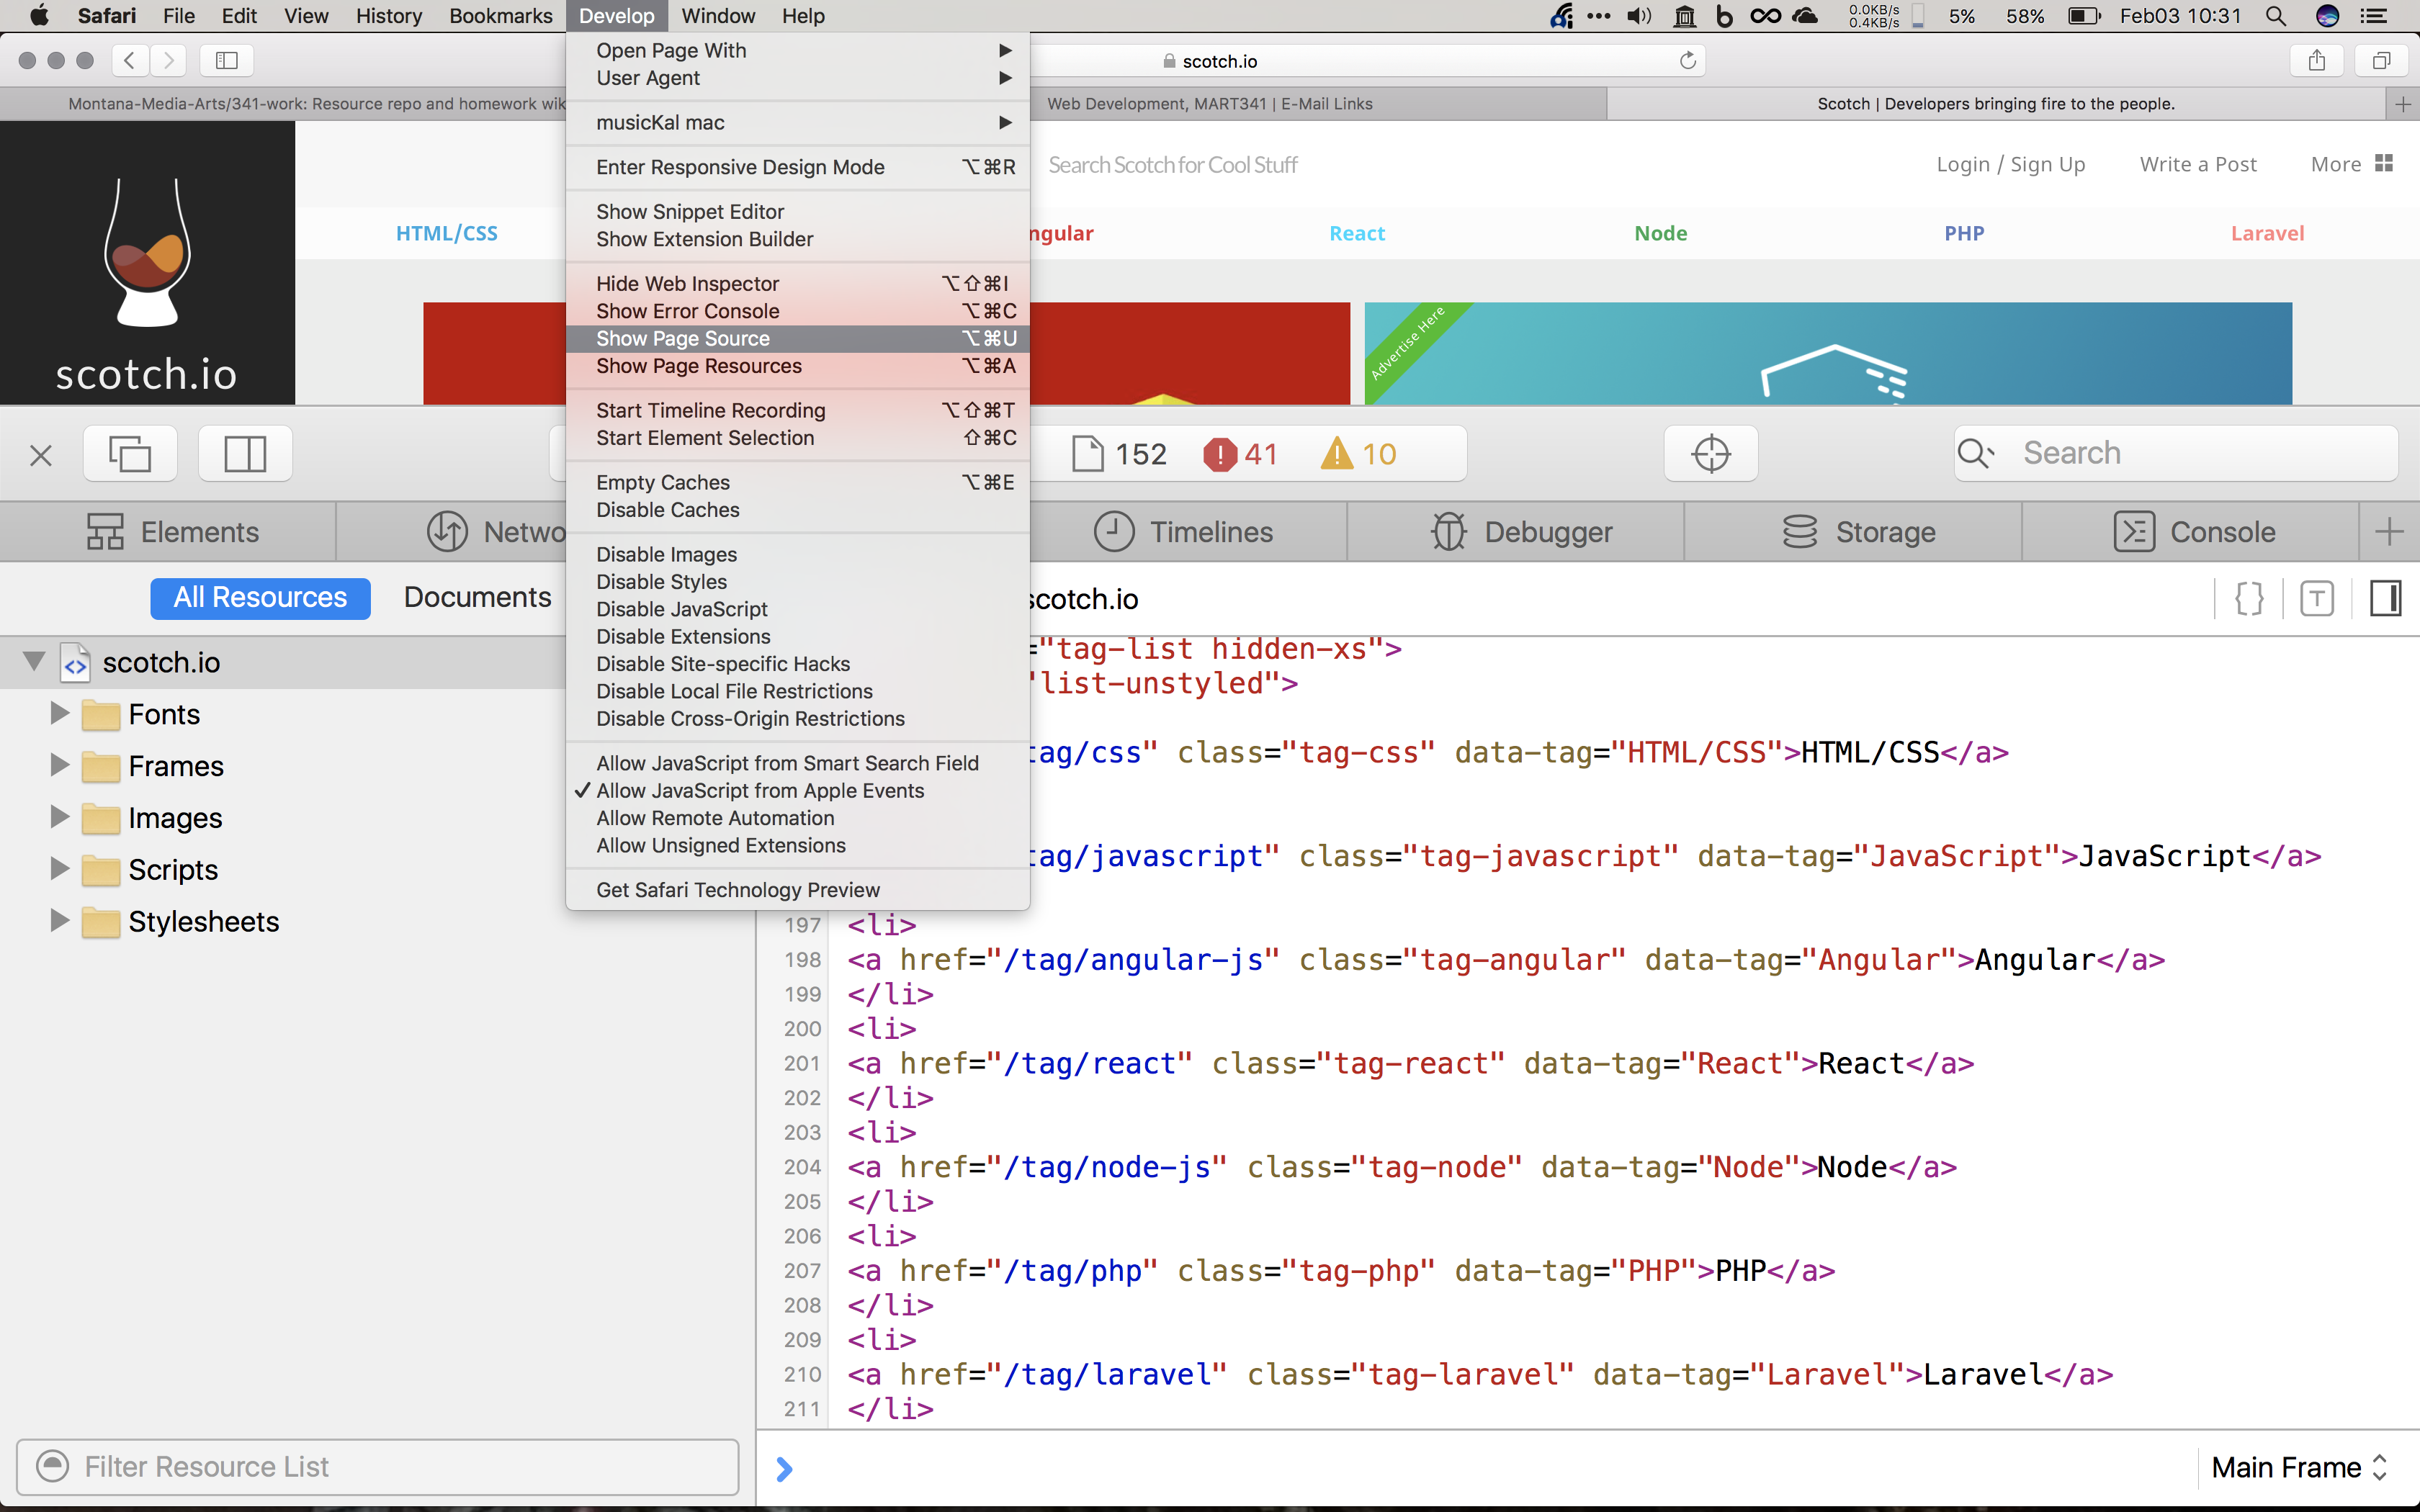 Safari File Edit View History Bookmarks Develop Window Help
0.0KB/s
0.4KB/s
5% 58% Feb03 10:31
scotch.io
Montana-Media-Arts/341-work: Resource repo and homework
Web Development, MART341 | E-Mail Links
Scotch | Developers bringing fire to the people.
Open Page With
User Agent
musicKal mac
Enter Responsive Design Mode ⌥⌘R
Show Snippet Editor
Show Extension Builder
Hide Web Inspector ⌥⇧⌘I
Show Error Console ⌥⌘C
Show Page Source ⌥⌘U
Show Page Resources ⌥⌘A
Start Timeline Recording ⌥⇧⌘T
Start Element Selection ⇧⌘C
Empty Caches ⌥⌘E
Disable Caches
Disable Images
Disable Styles
Disable JavaScript
Disable Extensions
Disable Site-specific Hacks
Disable Local File Restrictions
Disable Cross-Origin Restrictions
Allow JavaScript from Smart Search Field
✓ Allow JavaScript from Apple Events
Allow Remote Automation
Allow Unsigned Extensions
Get Safari Technology Preview
scotch.io
Search Scotch for Cool Stuff
Login / Sign Up Write a Post More
HTML/CSS ngular React Node PHP Laravel
Advertise Here
152 41 10
Search
Elements Netwo Timelines Debugger Storage Console
All Resources Documents
scotch.io
scotch.io
Fonts
Frames
Images
Scripts
Stylesheets
="tag-list hidden-xs">
"list-unstyled">
tag/css" class="tag-css" data-tag="HTML/CSS">HTML/CSS</a>
tag/javascript" class="tag-javascript" data-tag="JavaScript">JavaScript</a>
197 <li>
198 <a href="/tag/angular-js" class="tag-angular" data-tag="Angular">Angular</a>
199 </li>
200 <li>
201 <a href="/tag/react" class="tag-react" data-tag="React">React</a>
202 </li>
203 <li>
204 <a href="/tag/node-js" class="tag-node" data-tag="Node">Node</a>
205 </li>
206 <li>
207 <a href="/tag/php" class="tag-php" data-tag="PHP">PHP</a>
208 </li>
209 <li>
210 <a href="/tag/laravel" class="tag-laravel" data-tag="Laravel">Laravel</a>
211 </li>
Filter Resource List
Main Frame